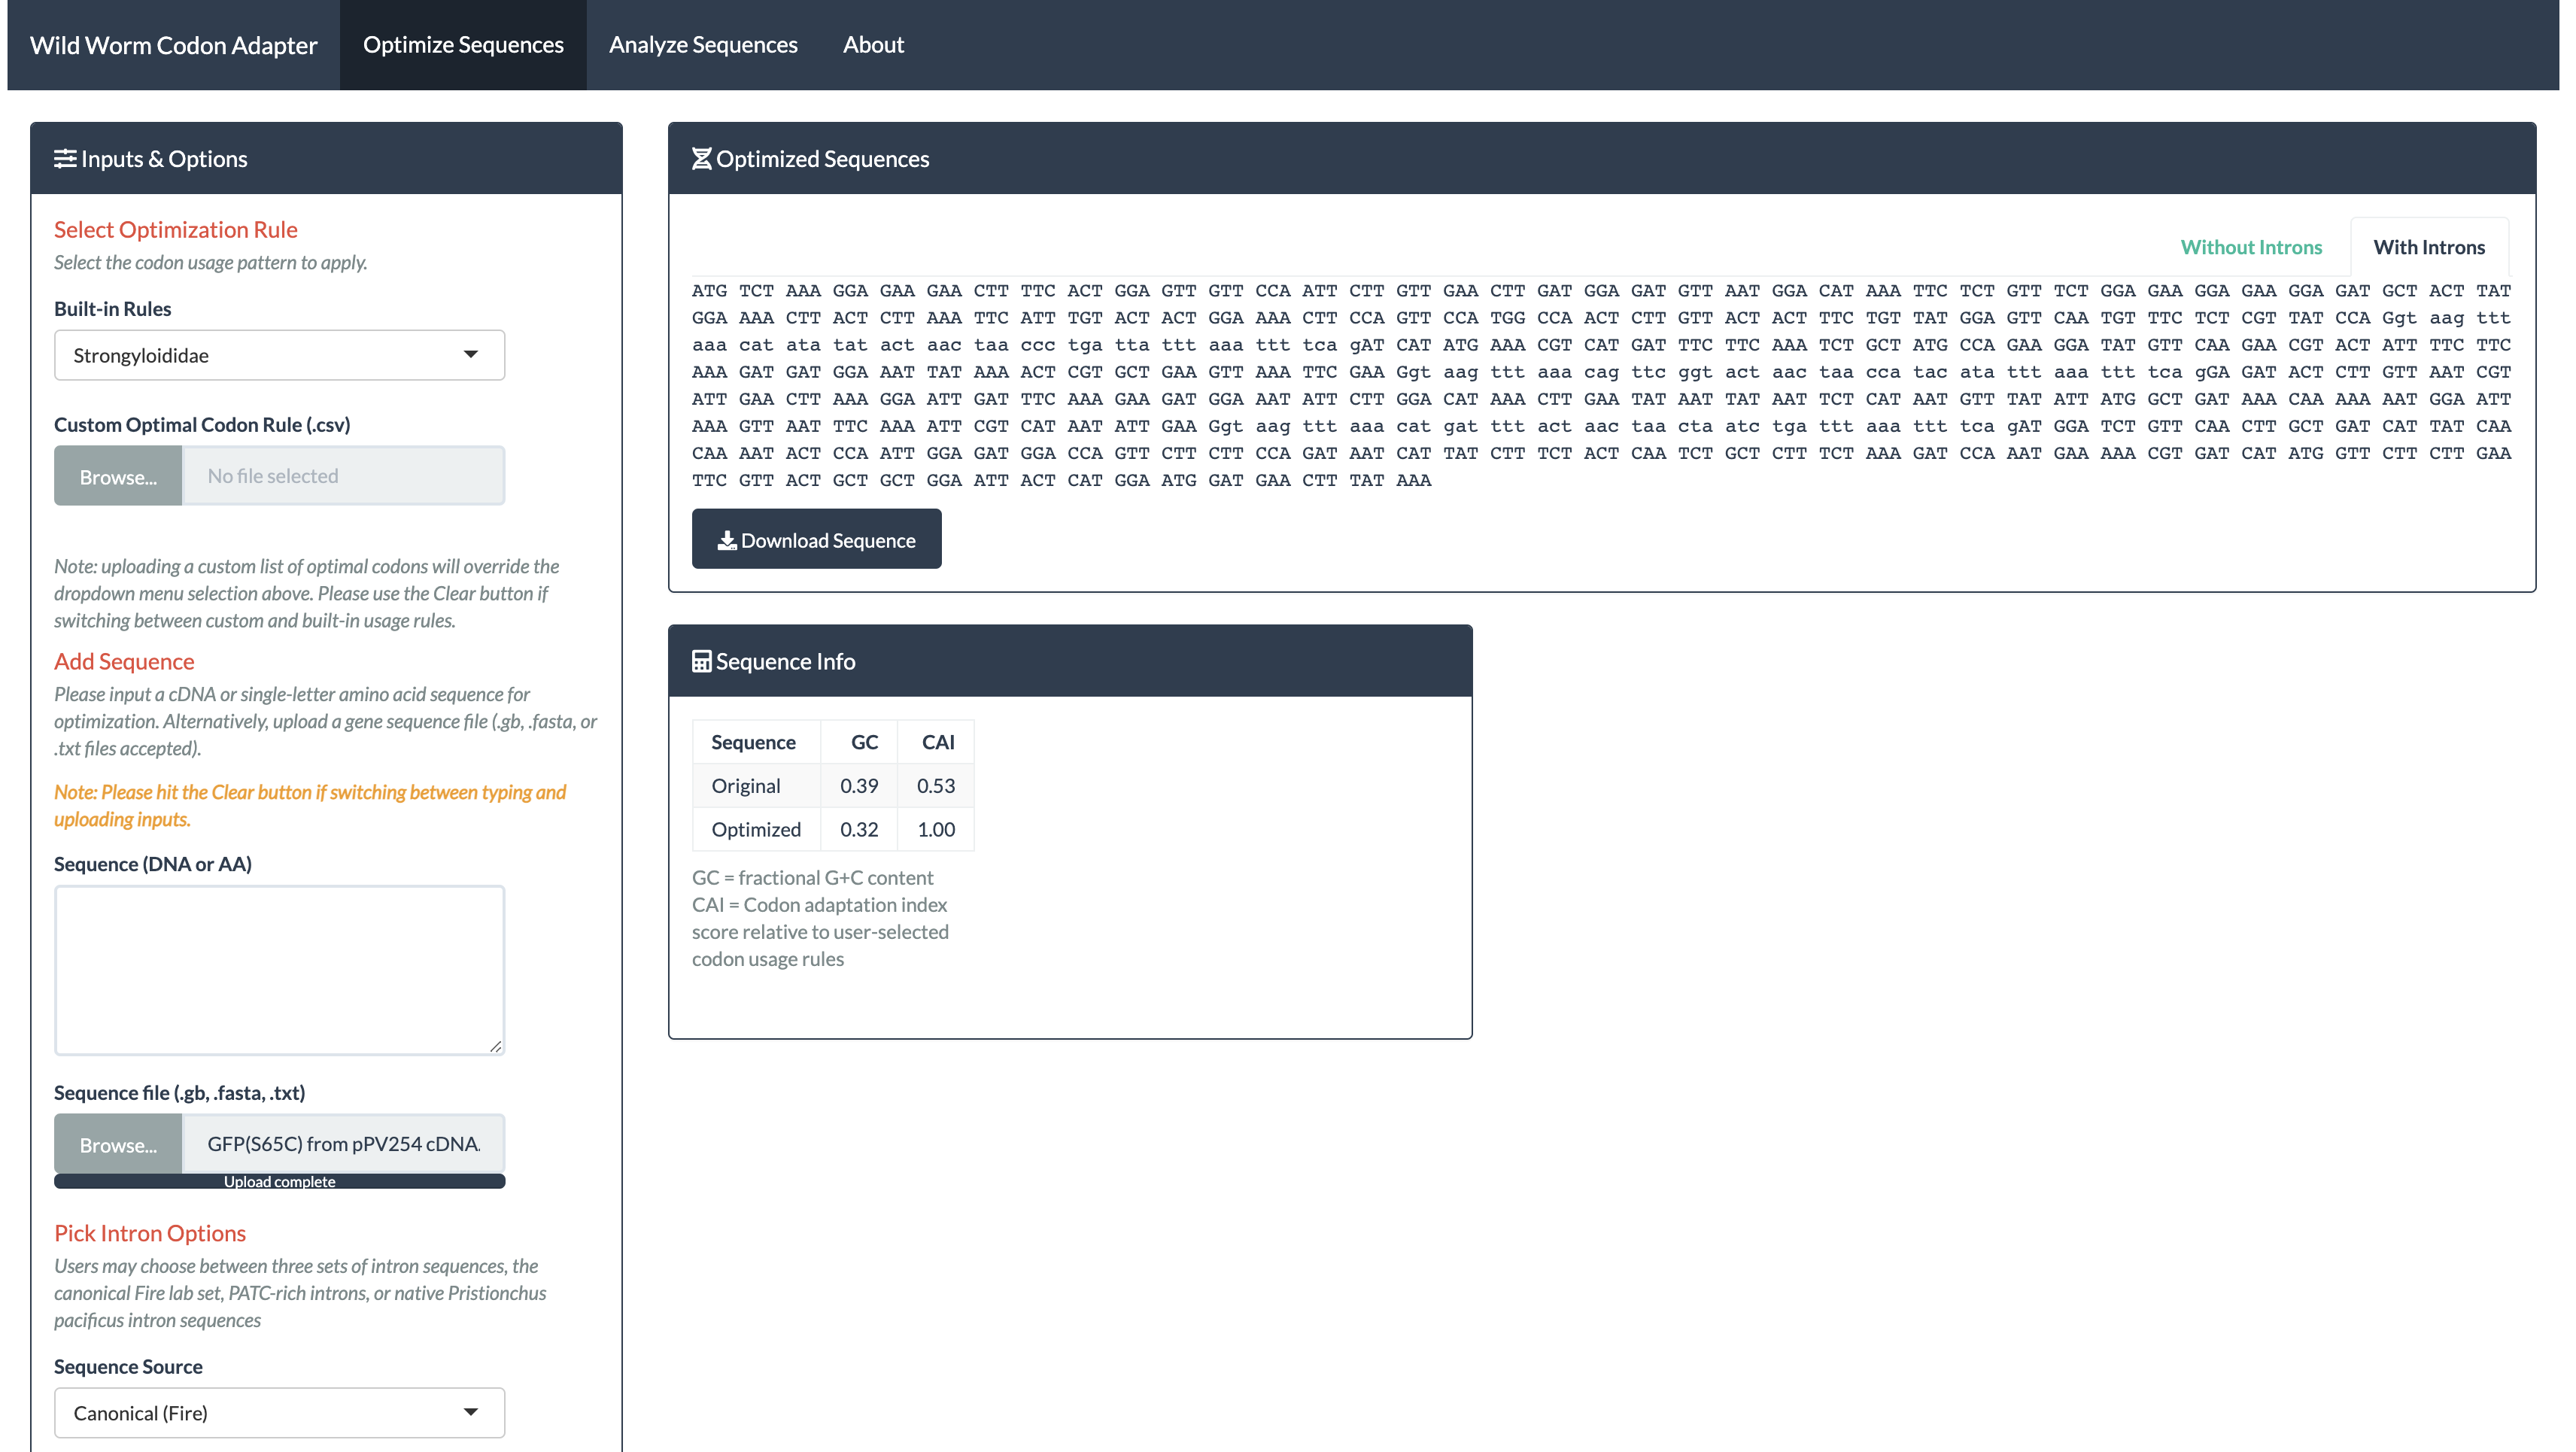 Wild Worm Codon Adapter Optimize Sequences Analyze Sequences About
Inputs & Options
Select Optimization Rule
Select the codon usage pattern to apply.
Built-in Rules
Strongyloididae
Custom Optimal Codon Rule (.csv)
Browse... No file selected
Note: uploading a custom list of optimal codons will override the
dropdown menu selection above. Please use the Clear button if
switching between custom and built-in usage rules.
Add Sequence
Please input a cDNA or single-letter amino acid sequence for
optimization. Alternatively, upload a gene sequence file (.gb, .fasta, or
.txt files accepted).
Note: Please hit the Clear button if switching between typing and
uploading inputs.
Sequence (DNA or AA)
Sequence file (.gb, .fasta, .txt)
Browse... GFP(S65C) from pPV254 cDNA.
Upload complete
Pick Intron Options
Users may choose between three sets of intron sequences, the
canonical Fire lab set, PATC-rich introns, or native Pristionchus
pacificus intron sequences
Sequence Source
Canonical (Fire)
Optimized Sequences
Without Introns With Introns
ATG TCT AAA GGA GAA GAA CTT TTC ACT GGA GTT GTT CCA ATT CTT GTT GAA CTT GAT GGA GAT GTT AAT GGA CAT AAA TTC TCT GTT TCT GGA GAA GGA GAA GGA GAT GCT ACT TAT
GGA AAA CTT ACT CTT AAA TTC ATT TGT ACT ACT GGA AAA CTT CCA GTT CCA TGG CCA ACT CTT GTT ACT ACT TTC TGT TAT GGA GTT CAA TGT TTC TCT CGT TAT CCA Ggt aag ttt
aaa cat ata tat act aac taa ccc tga tta ttt aaa ttt tca gAT CAT ATG AAA CGT CAT GAT TTC TTC AAA TCT GCT ATG CCA GAA GGA TAT GTT CAA GAA CGT ACT ATT TTC TTC
AAA GAT GAT GGA AAT TAT AAA ACT CGT GCT GAA GTT AAA TTC GAA Ggt aag ttt aaa cag ttc ggt act aac taa cca tac ata ttt aaa ttt tca gGA GAT ACT CTT GTT AAT CGT
ATT GAA CTT AAA GGA ATT GAT TTC AAA GAA GAT GGA AAT ATT CTT GGA CAT AAA CTT GAA TAT AAT TAT AAT TCT CAT AAT GTT TAT ATT ATG GCT GAT AAA CAA AAA AAT GGA ATT
AAA GTT AAT TTC AAA ATT CGT CAT AAT ATT GAA Ggt aag ttt aaa cat gat ttt act aac taa cta atc tga ttt aaa ttt tca gAT GGA TCT GTT CAA CTT GCT GAT CAT TAT CAA
CAA AAT ACT CCA ATT GGA GAT GGA CCA GTT CTT CTT CCA GAT AAT CAT TAT CTT TCT ACT CAA TCT GCT CTT TCT AAA GAT CCA AAT GAA AAA CGT GAT CAT ATG GTT CTT CTT GAA
TTC GTT ACT GCT GCT GGA ATT ACT CAT GGA ATG GAT GAA CTT TAT AAA
Download Sequence
Sequence Info
Sequence GC CAI
Original 0.39 0.53
Optimized 0.32 1.00
GC = fractional G+C content
CAI = Codon adaptation index
score relative to user-selected
codon usage rules